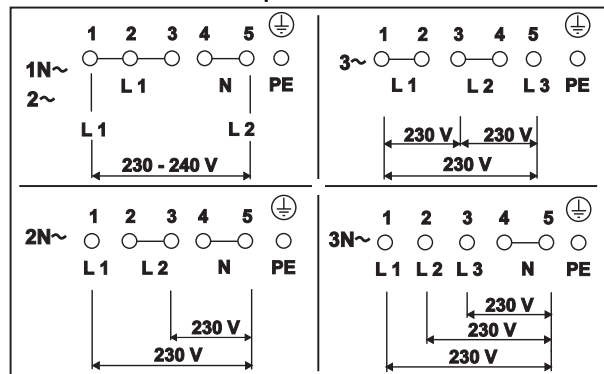 1 2 3 4 5
1N~
L 1 N PE
2~
L 1 L 2
230 - 240 V
1 2 3 4 5
3~
L 1 L 2 L 3 PE
230 V 230 V
230 V
1 2 3 4 5
2N~
L 1 L 2 N PE
230 V
230 V
1 2 3 4 5
3N~
L 1 L 2 L 3 N PE
230 V
230 V
230 V